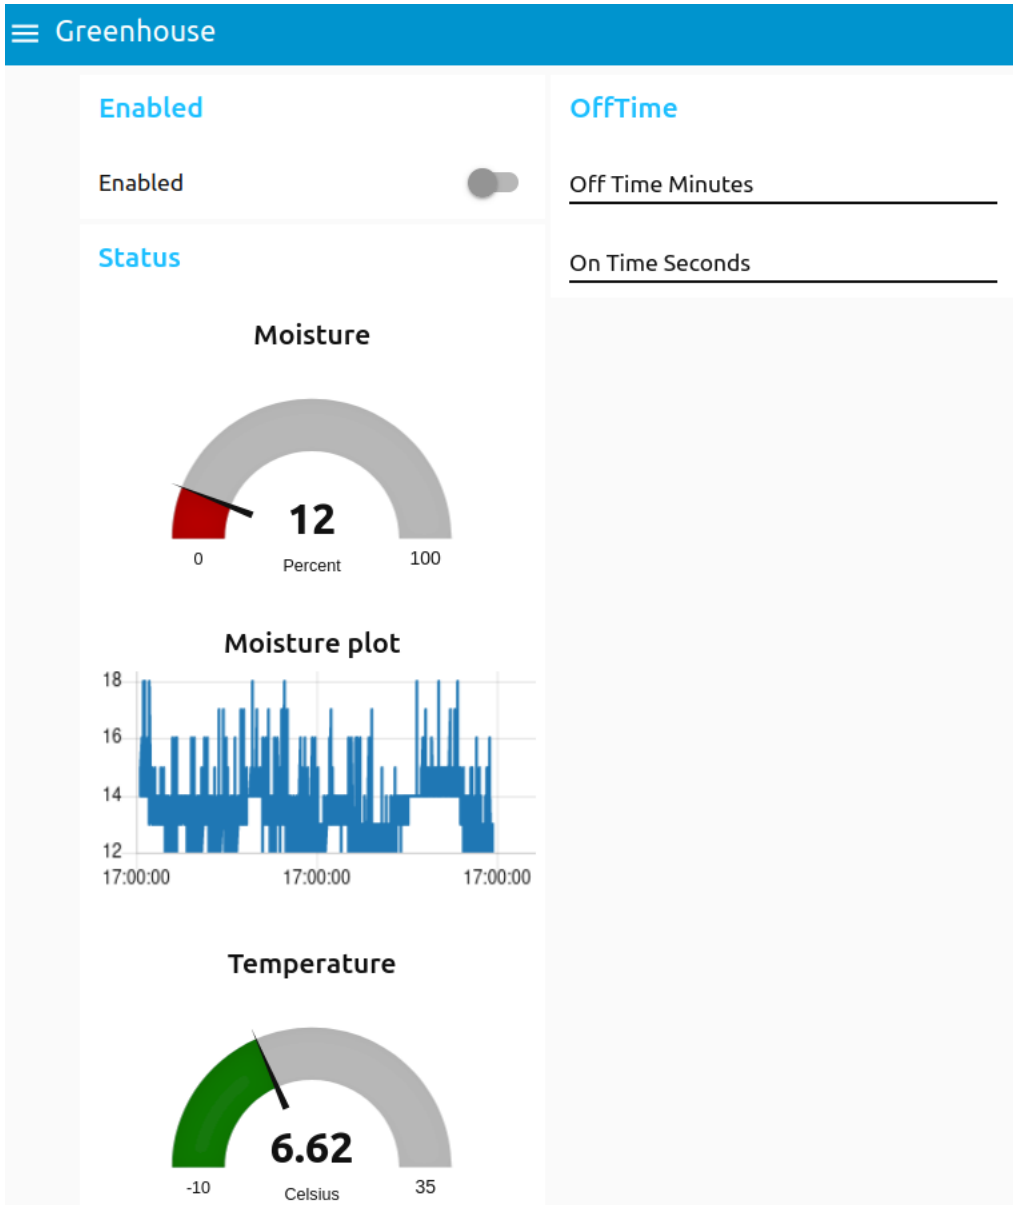 Greenhouse
Enabled
Enabled
Status
Moisture
12
0
Percent
100
Moisture plot
18
16
14
12
17:00:00 17:00:00 17:00:00
Temperature
6.62
-10
Celsius
35
OffTime
Off Time Minutes
On Time Seconds